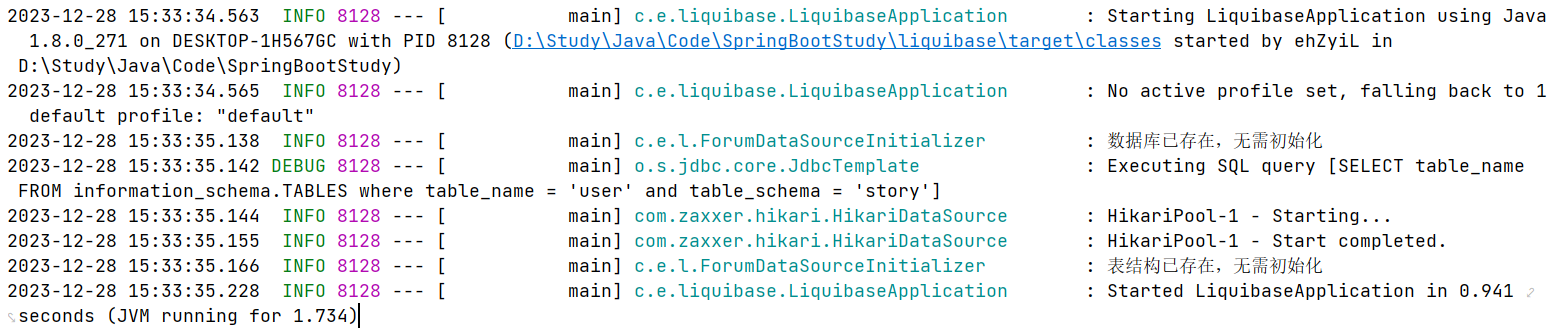 2023-12-28 15:33:34.563  INFO 8128 --- [           main] c.e.liquibase.LiquibaseApplication       : Starting LiquibaseApplication using Java
1.8.0_271 on DESKTOP-1H567GC with PID 8128 (D:\Study\Java\Code\SpringBootStudy\liquibase\target\classes started by ehZyiL in
D:\Study\Java\Code\SpringBootStudy)
2023-12-28 15:33:34.565  INFO 8128 --- [           main] c.e.liquibase.LiquibaseApplication       : No active profile set, falling back to 1
default profile: "default"
2023-12-28 15:33:35.138  INFO 8128 --- [           main] c.e.l.ForumDataSourceInitializer         : 数据库已存在，无需初始化
2023-12-28 15:33:35.142 DEBUG 8128 --- [           main] o.s.jdbc.core.JdbcTemplate               : Executing SQL query [SELECT table_name
FROM information_schema.TABLES where table_name = 'user' and table_schema = 'story']
2023-12-28 15:33:35.144  INFO 8128 --- [           main] com.zaxxer.hikari.HikariDataSource       : HikariPool-1 - Starting...
2023-12-28 15:33:35.155  INFO 8128 --- [           main] com.zaxxer.hikari.HikariDataSource       : HikariPool-1 - Start completed.
2023-12-28 15:33:35.166  INFO 8128 --- [           main] c.e.l.ForumDataSourceInitializer         : 表结构已存在，无需初始化
2023-12-28 15:33:35.228  INFO 8128 --- [           main] c.e.liquibase.LiquibaseApplication       : Started LiquibaseApplication in 0.941
seconds (JVM running for 1.734)